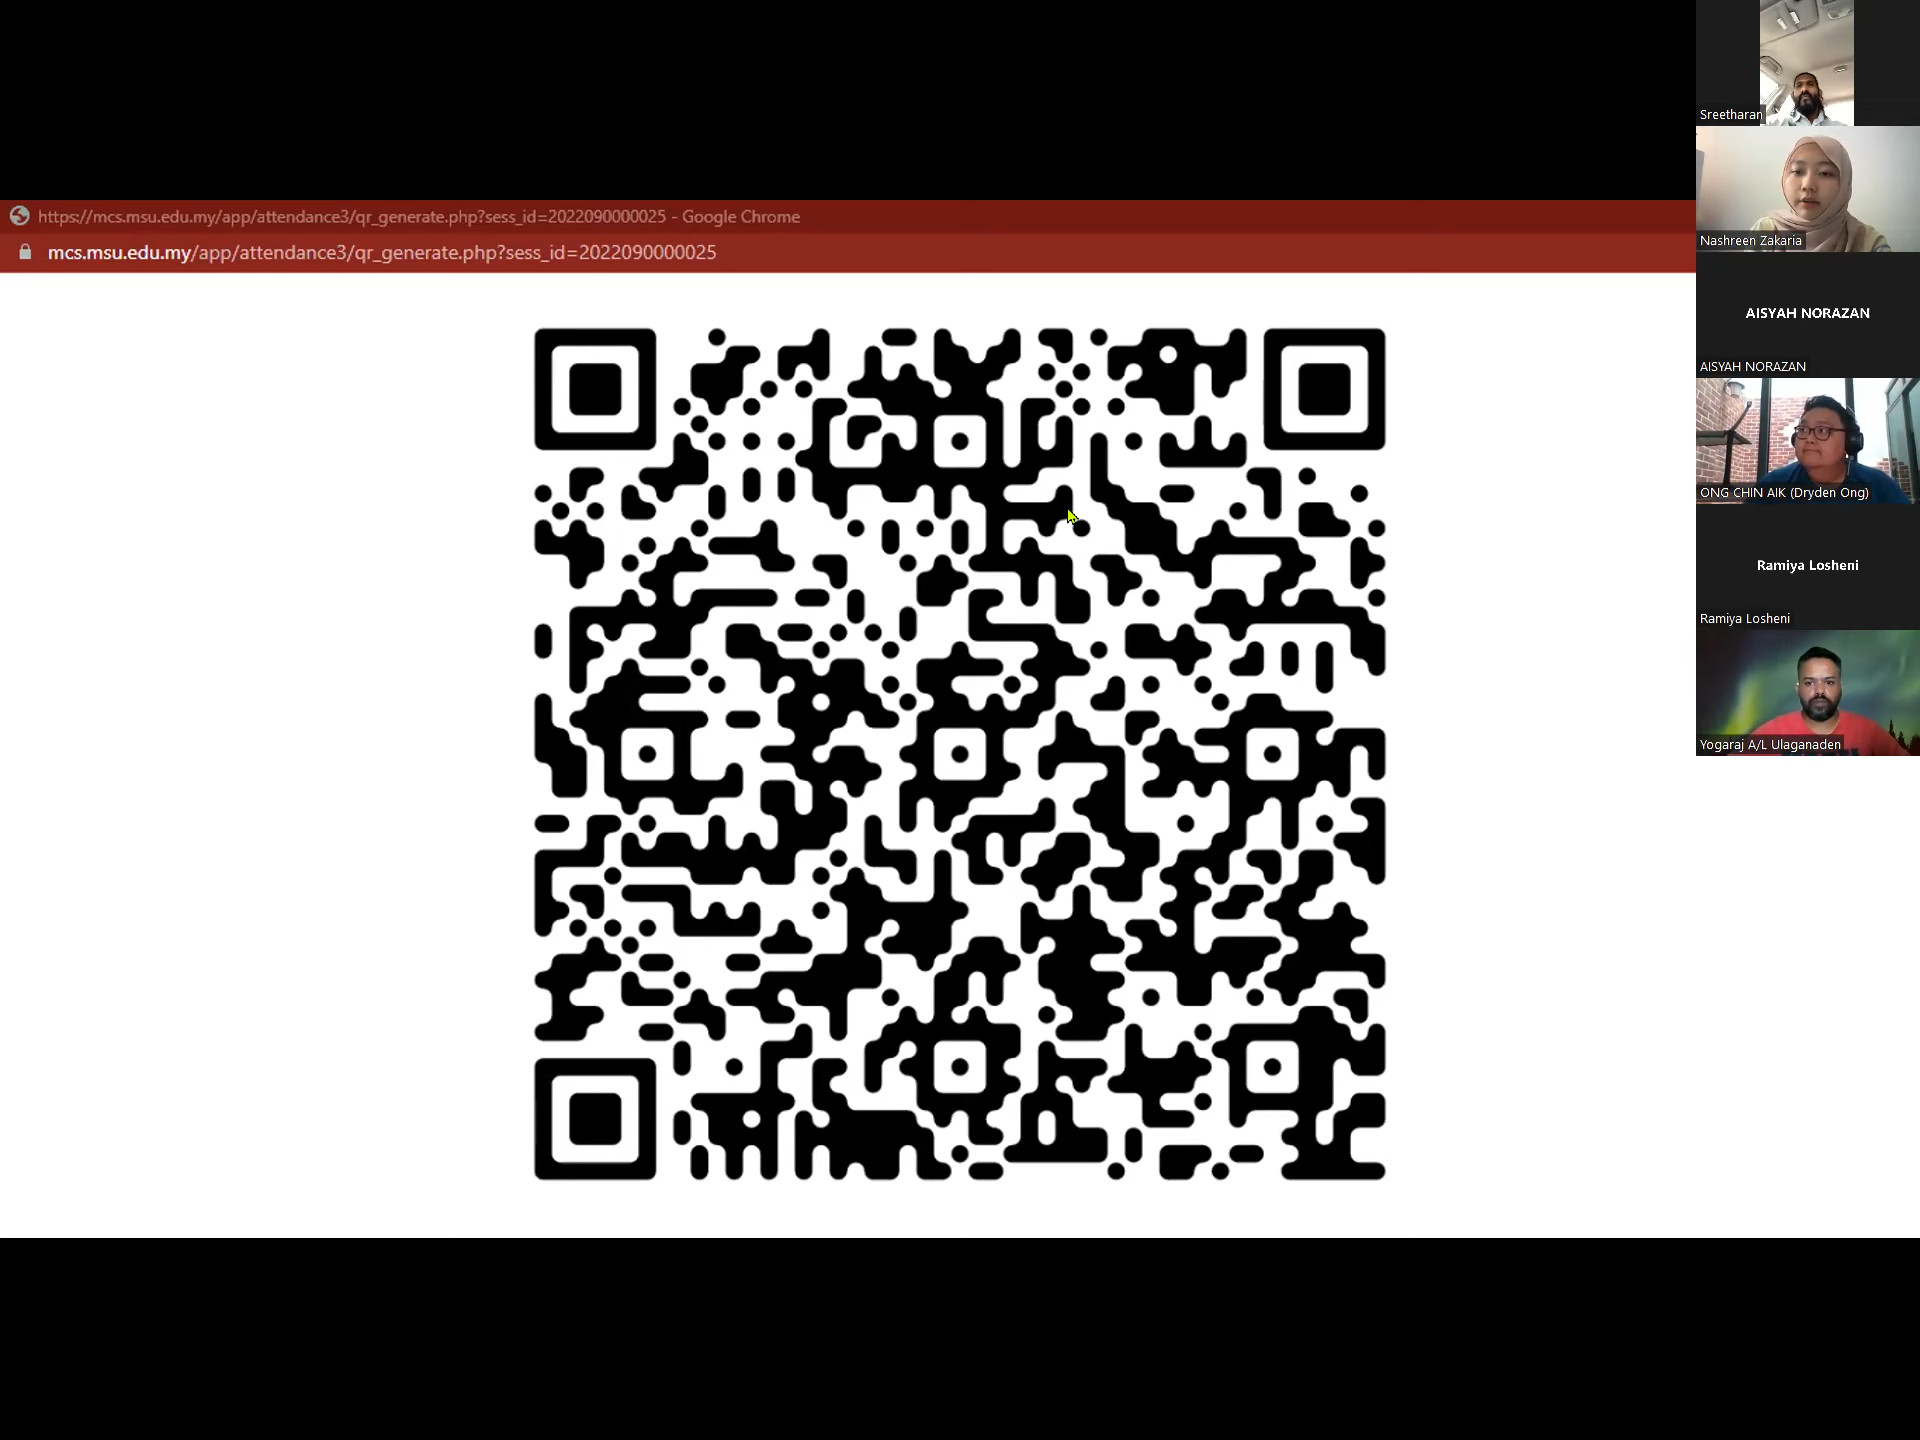 https://mcs.msu.edu.my/app/attendance3/qr_generate.php?sess_id=2022090000025 - Google Chrome
mcs.msu.edu.my/app/attendance3/qr_generate.php?sess_id=2022090000025
Sreetharan
Nashreen Zakaria
AISYAH NORAZAN
AISYAH NORAZAN
ONG CHIN AIK (Dryden Ong)
Ramiya Losheni
Ramiya Losheni
Yogaraj A/L Ulaganaden